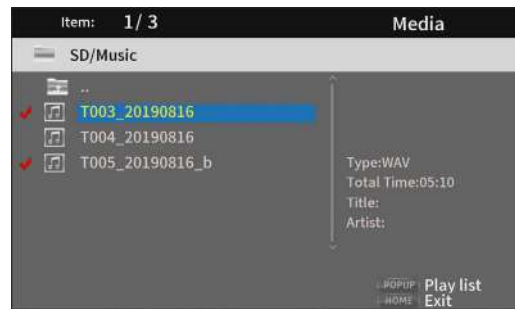 Item: 1/ 3 Media
SD/Music
..
T003_20190816
T004_20190816
T005_20190816_b
Type:WAV
Total Time:05:10
Title:
Artist:
POPUP Play list
HOME Exit